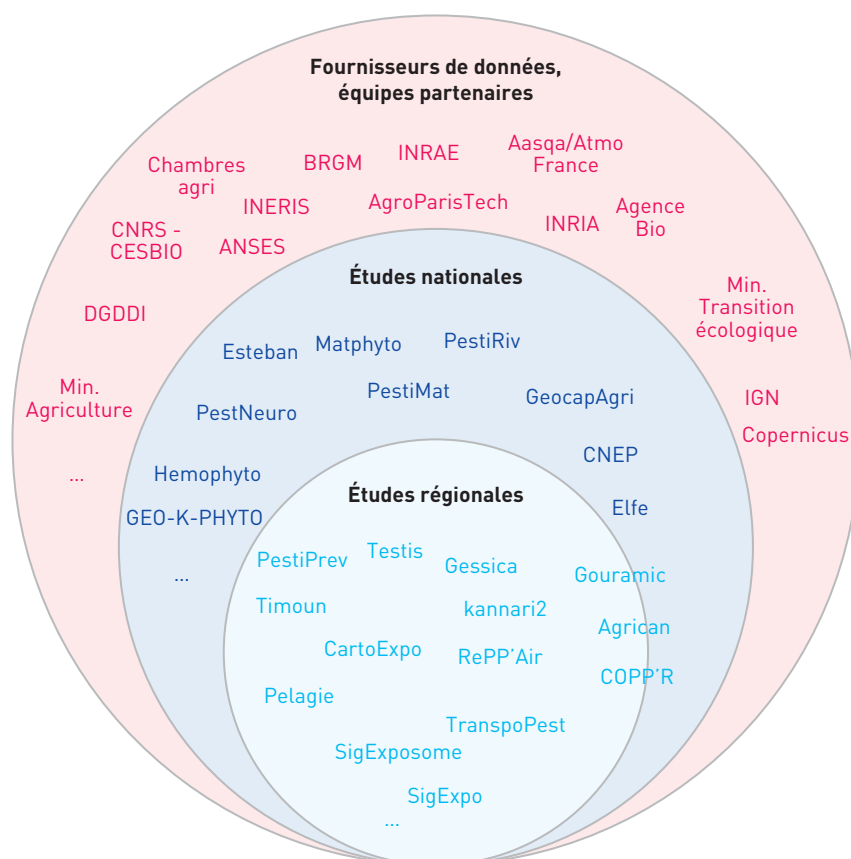 Fournisseurs de données,
équipes partenaires
Chambres
agri
BRGM
INRAE
Aasqa/Atmo
France
INERIS
AgroParisTech
INRIA
Agence
Bio
CNRS -
CESBIO
ANSES
DGDDI
Min.
Transition
écologique
Min.
Agriculture
IGN
Copernicus
...
Études nationales
Esteban
Matphyto
PestiRiv
PestiMat
GeocapAgri
PestNeuro
CNEP
Hemophyto
Elfe
GEO-K-PHYTO
...
Études régionales
PestiPrev
Testis
Gessica
Gouramic
Timoun
kannari2
Agrican
CartoExpo
RePP'Air
COPP'R
Pelagie
TranspoPest
SigExposome
SigExpo
...